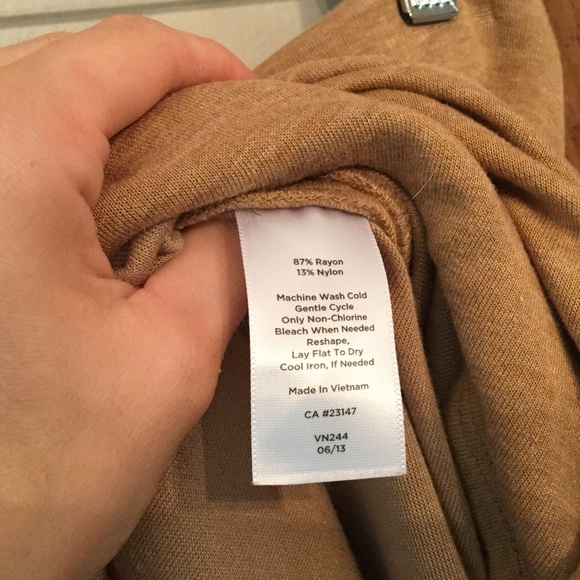 87% Rayon
13% Nylon
Machine Wash Cold
Gentle Cycle
Only Non-Chlorine
Bleach When Needed
Reshape,
Lay Flat To Dry
Cool Iron, If Needed
Made In Vietnam
CA #23147
VN244
06/13